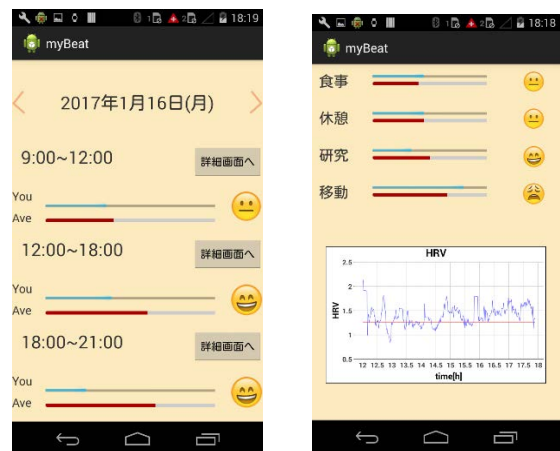 18:19
myBeat
2017年1月16日(月)
9:00~12:00
詳細画面へ
You
Ave
12:00~18:00
詳細画面へ
You
Ave
18:00~21:00
詳細画面へ
You
Ave
18:18
myBeat
食事
休憩
研究
移動
HRV
2.5
2
1.5
1
0.5
HRV
12 12.5 13 13.5 14 14.5 15 15.5 16 16.5 17 17.5 18
time[h]